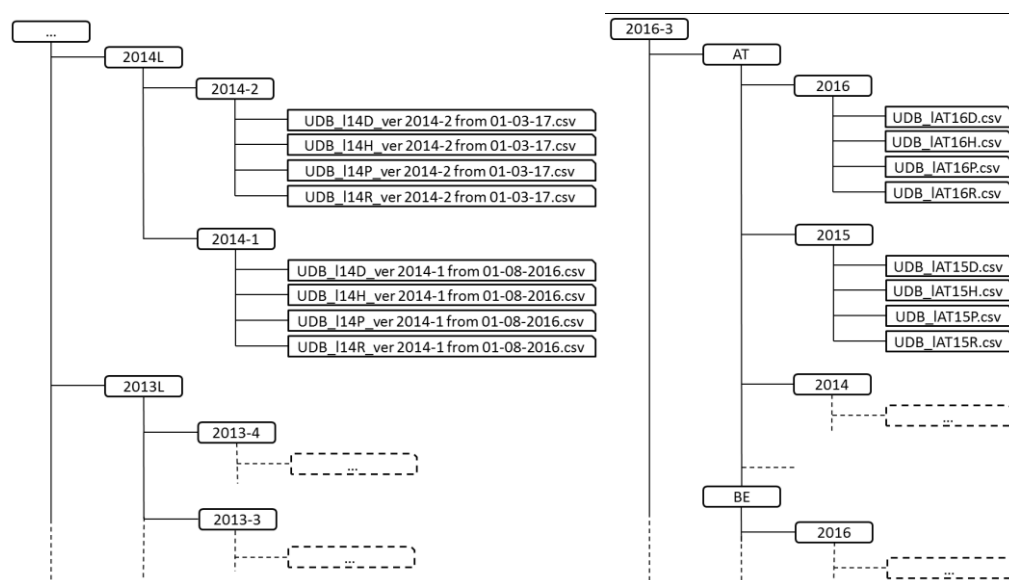 ...
2014L
2014-2
UDB_l14D_ver 2014-2 from 01-03-17.csv
UDB_l14H_ver 2014-2 from 01-03-17.csv
UDB_l14P_ver 2014-2 from 01-03-17.csv
UDB_l14R_ver 2014-2 from 01-03-17.csv
2014-1
UDB_l14D_ver 2014-1 from 01-08-2016.csv
UDB_l14H_ver 2014-1 from 01-08-2016.csv
UDB_l14P_ver 2014-1 from 01-08-2016.csv
UDB_l14R_ver 2014-1 from 01-08-2016.csv
2013L
2013-4
...
2013-3
...
2016-3
AT
2016
UDB_lAT16D.csv
UDB_lAT16H.csv
UDB_lAT16P.csv
UDB_lAT16R.csv
2015
UDB_lAT15D.csv
UDB_lAT15H.csv
UDB_lAT15P.csv
UDB_lAT15R.csv
2014
...
BE
2016
...